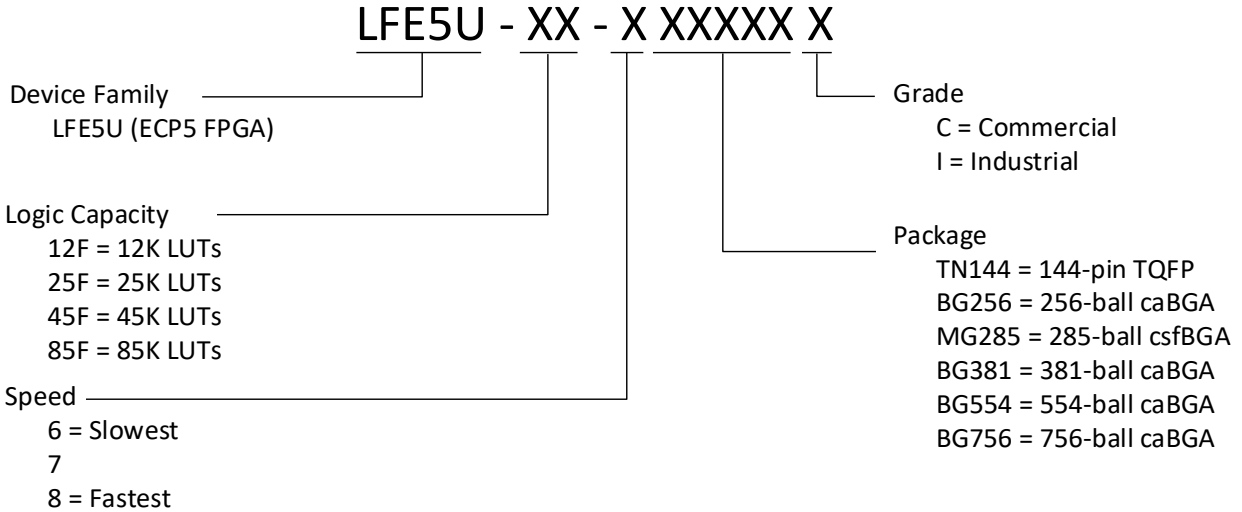 LFE5U - XX - X XXXXX X
Device Family
LFE5U (ECP5 FPGA)
Logic Capacity
12F = 12K LUTs
25F = 25K LUTs
45F = 45K LUTs
85F = 85K LUTs
Speed
6 = Slowest
7
8 = Fastest
Grade
C = Commercial
I = Industrial
Package
TN144 = 144-pin TQFP
BG256 = 256-ball caBGA
MG285 = 285-ball csfBGA
BG381 = 381-ball caBGA
BG554 = 554-ball caBGA
BG756 = 756-ball caBGA